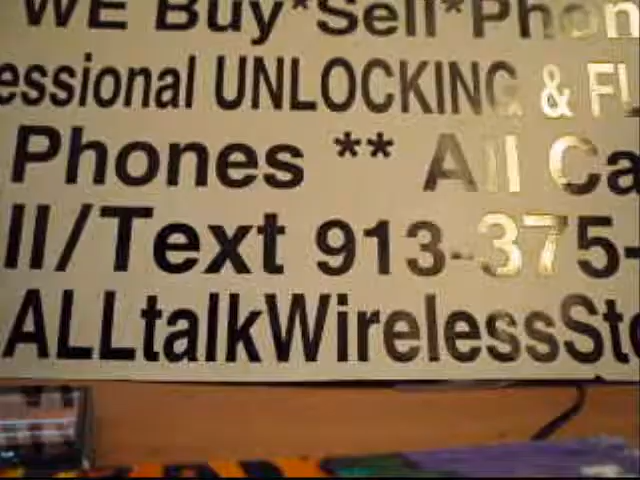 WE Buy*Sell*Phon
essional UNLOCKING & FL
Phones ** All Ca
ll/Text 913-375-
ALLtalkWirelessSto